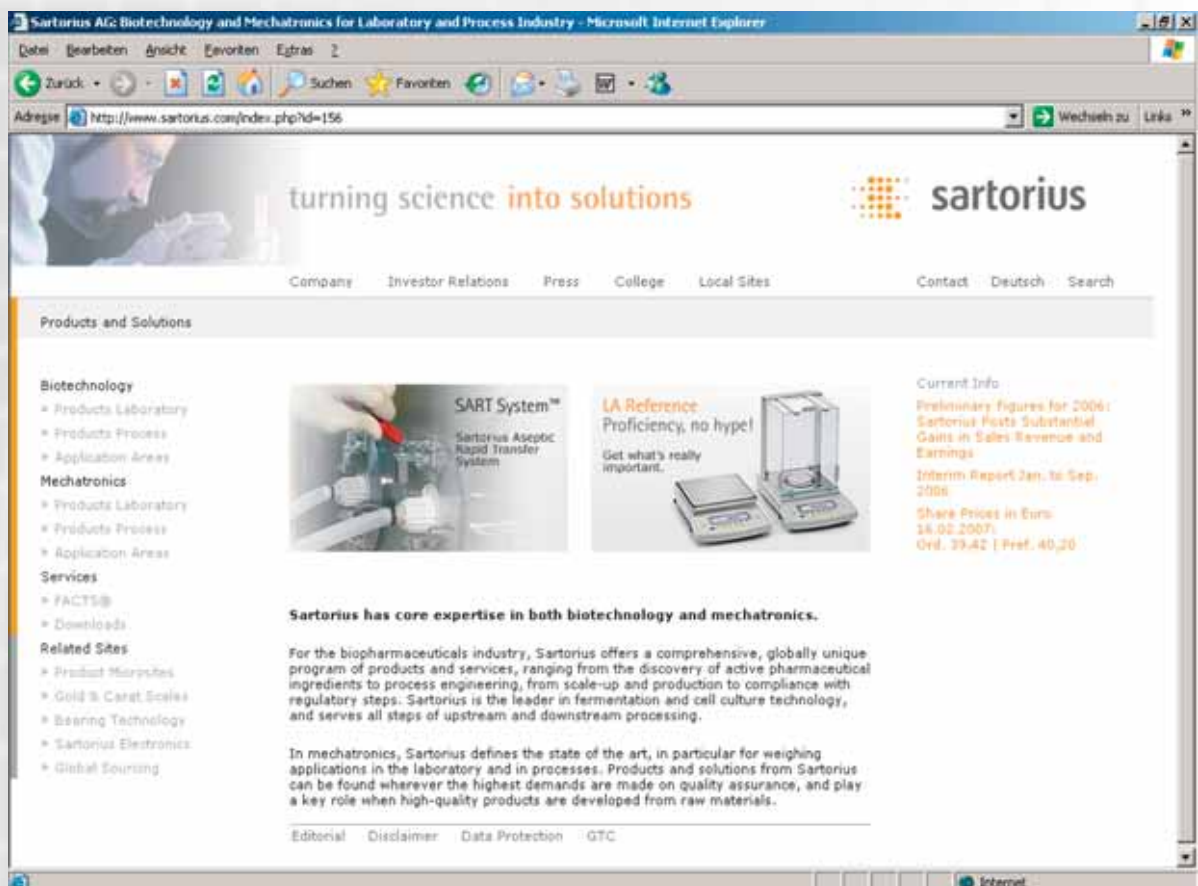 Sartorius AG: Biotechnology and Mechatronics for Laboratory and Process Industry - Microsoft Internet Explorer
Datei Bearbeiten Ansicht Favoriten Extras ?
Zurück Suchen Favoriten
Adresse http://www.sartorius.com/index.php?id=156 Wechseln zu Links »
turning science into solutions
sartorius
Company Investor Relations Press College Local Sites Contact Deutsch Search
Products and Solutions
Biotechnology
Products Laboratory
Products Process
Application Areas
Mechatronics
Products Laboratory
Products Process
Application Areas
Services
FACTS®
Downloads
Related Sites
Product Microsites
Gold & Carat Scales
Bearing Technology
Sartorius Electronics
Global Sourcing
SART System™
Sartorius Aseptic
Rapid Transfer
System
LA Reference
Proficiency, no hype!
Get what's really
important.
Current Info
Preliminary figures for 2006:
Sartorius Posts Substantial
Gains in Sales Revenue and
Earnings
Interim Report Jan. to Sep.
2006
Share Prices in Euro
16.02.2007:
Ord. 39,42 | Pref. 40,20
Sartorius has core expertise in both biotechnology and mechatronics.
For the biopharmaceuticals industry, Sartorius offers a comprehensive, globally unique
program of products and services, ranging from the discovery of active pharmaceutical
ingredients to process engineering, from scale-up and production to compliance with
regulatory steps. Sartorius is the leader in fermentation and cell culture technology,
and serves all steps of upstream and downstream processing.
In mechatronics, Sartorius defines the state of the art, in particular for weighing
applications in the laboratory and in processes. Products and solutions from Sartorius
can be found wherever the highest demands are made on quality assurance, and play
a key role when high-quality products are developed from raw materials.
Editorial Disclaimer Data Protection GTC
Internet